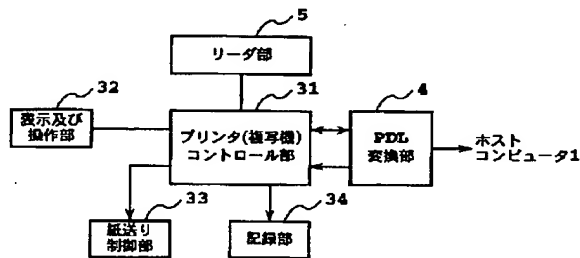 5
リーダ部
32
31
4
表示及び
操作部
プリンタ(複写機)
コントロール部
PDL
変換部
ホスト
コンピュータ1
33
34
紙送り
制御部
記録部